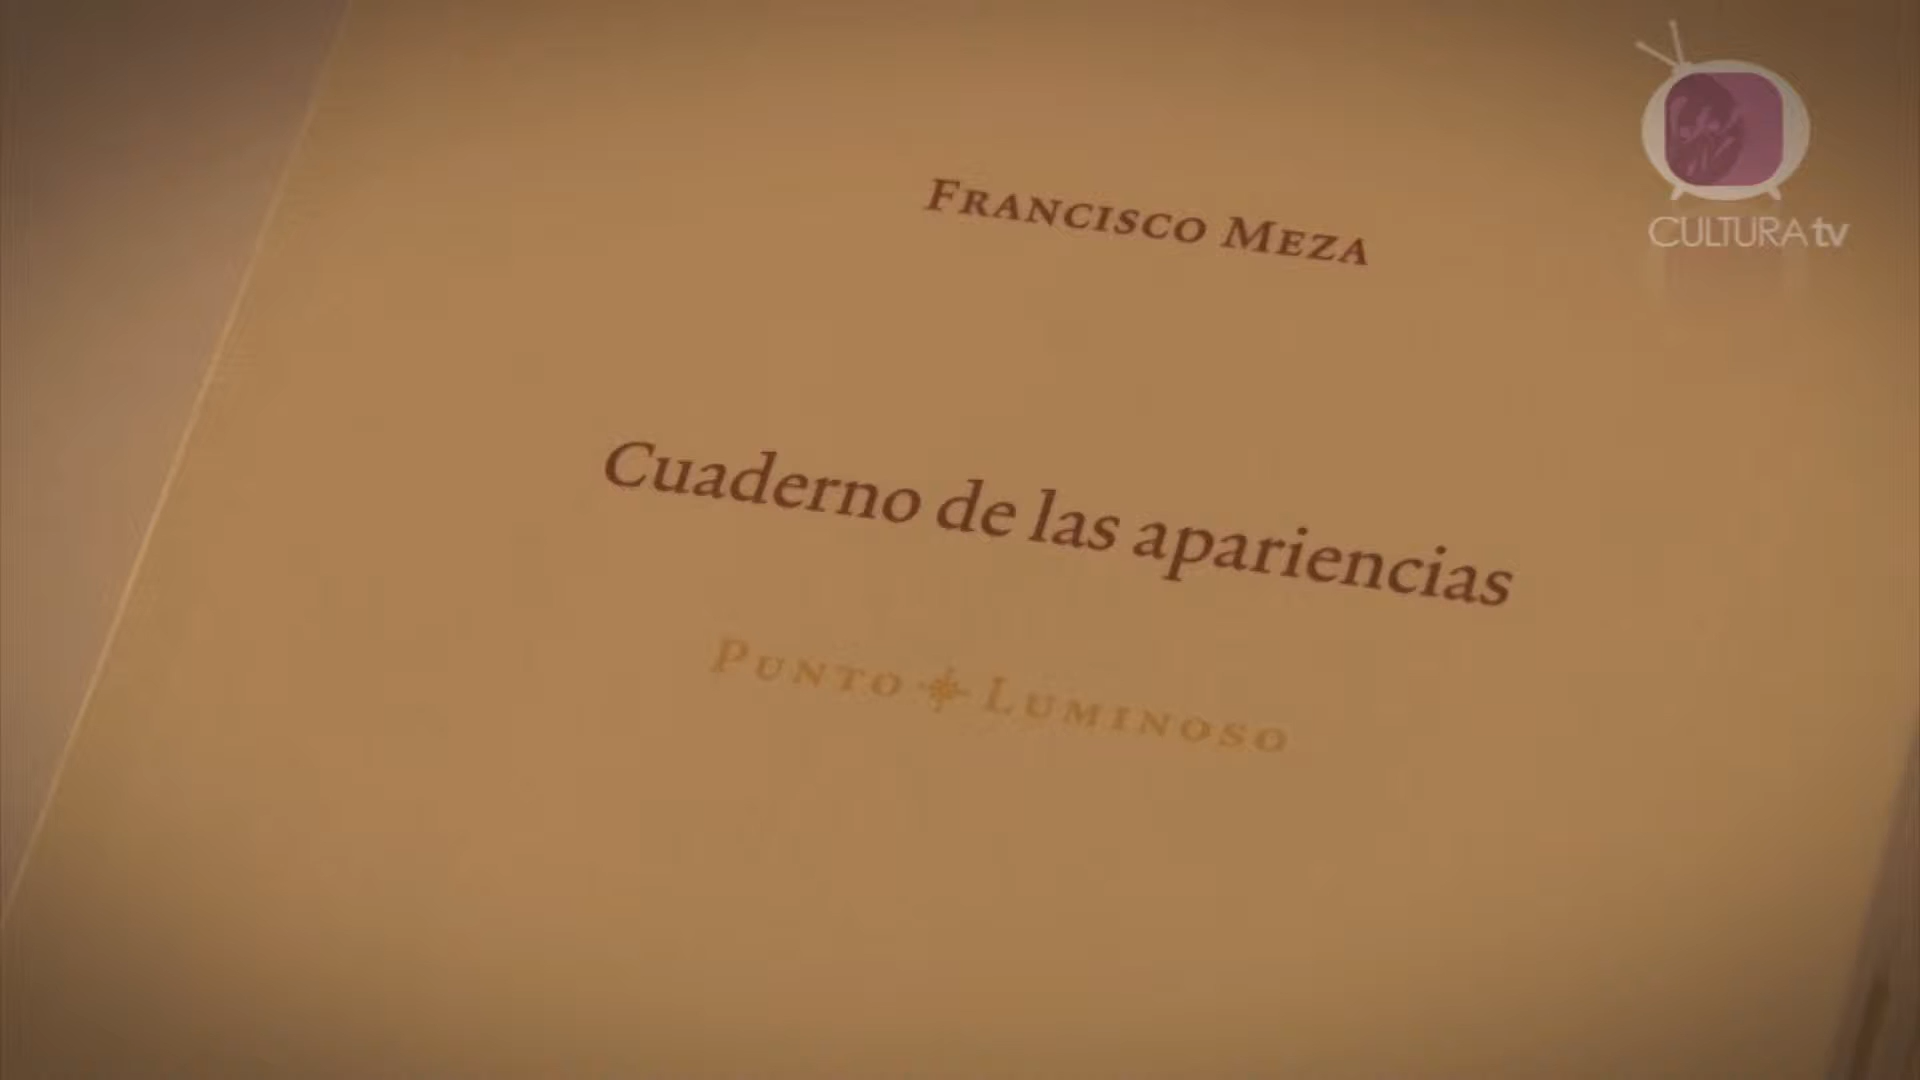 FRANCISCO MEZA
Cuaderno de las apariencias
PUNTO LUMINOSO
CULTURA tv